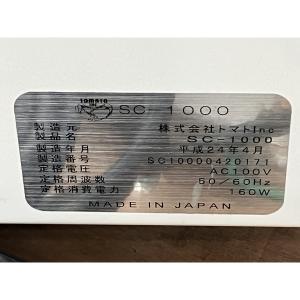 tomato
INC
SC-1000
製造元 株式会社トマトInc
製品名 SC-1000
製造年月 平成24年4月
製造番号 SC10000420171
定格電圧 AC100V
定格周波数 50/60Hz
定格消費電力 160W
MADE IN JAPAN